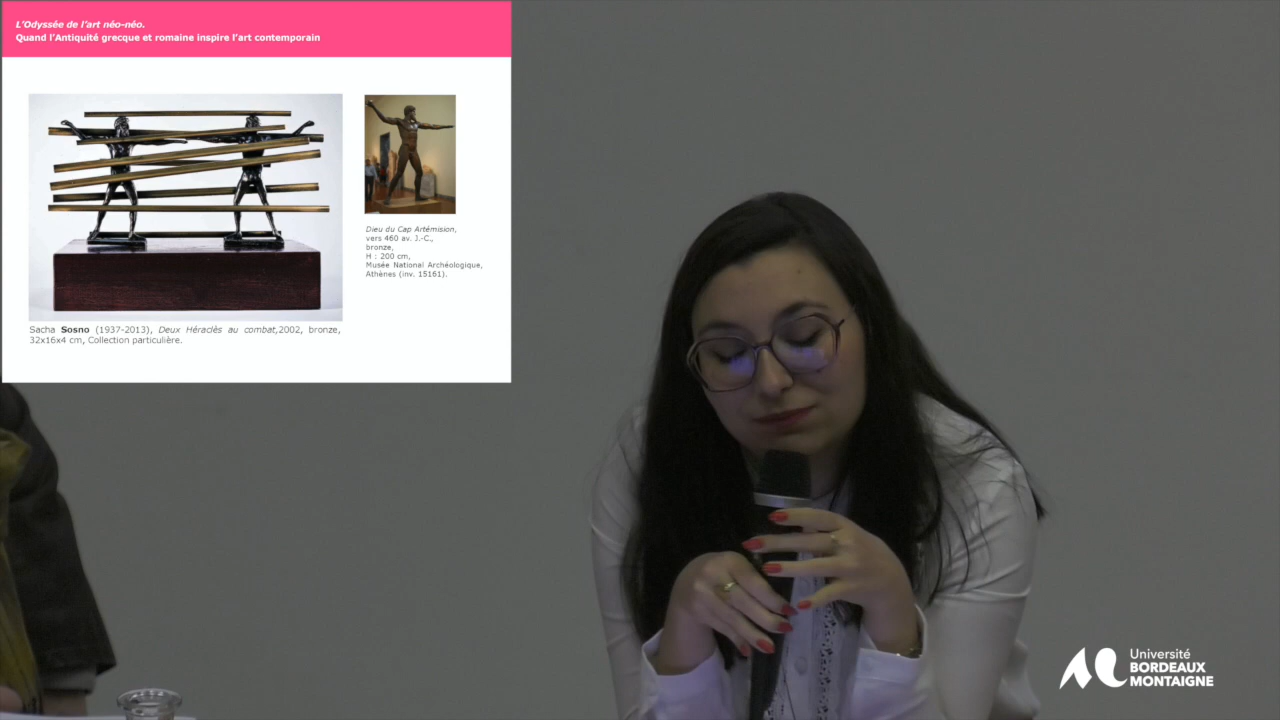 L'Odyssée de l'art néo-néo.
Quand l'Antiquité grecque et romaine inspire l'art contemporain
Dieu du Cap Artémision,
vers 460 av. J.-C.,
bronze,
H : 200 cm,
Musée National Archéologique,
Athènes (inv. 15161).
Sacha Sosno (1937-2013), Deux Héraclès au combat,2002, bronze,
32x16x4 cm, Collection particulière.
Université
BORDEAUX
MONTAIGNE